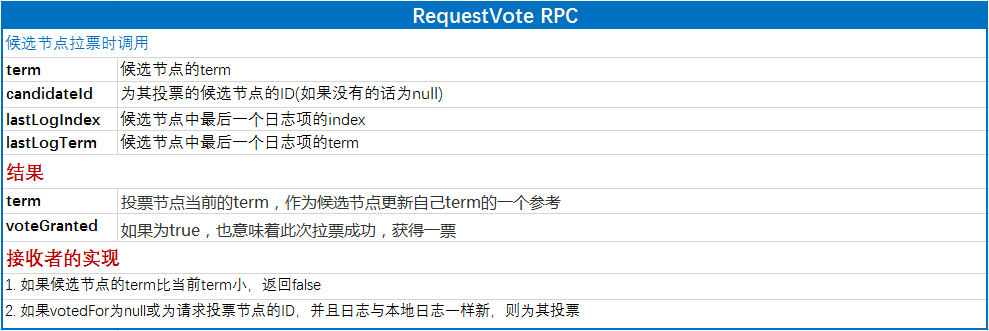 RequestVote RPC
候选节点拉票时调用
term 候选节点的term
candidateId 为其投票的候选节点的ID(如果没有的话为null)
lastLogIndex 候选节点中最后一个日志项的index
lastLogTerm 候选节点中最后一个日志项的term
结果
term 投票节点当前的term，作为候选节点更新自己term的一个参考
voteGranted 如果为true，也意味着此次拉票成功，获得一票
接收者的实现
1. 如果候选节点的term比当前term小，返回false
2. 如果votedFor为null或为请求投票节点的ID，并且日志与本地日志一样新，则为其投票